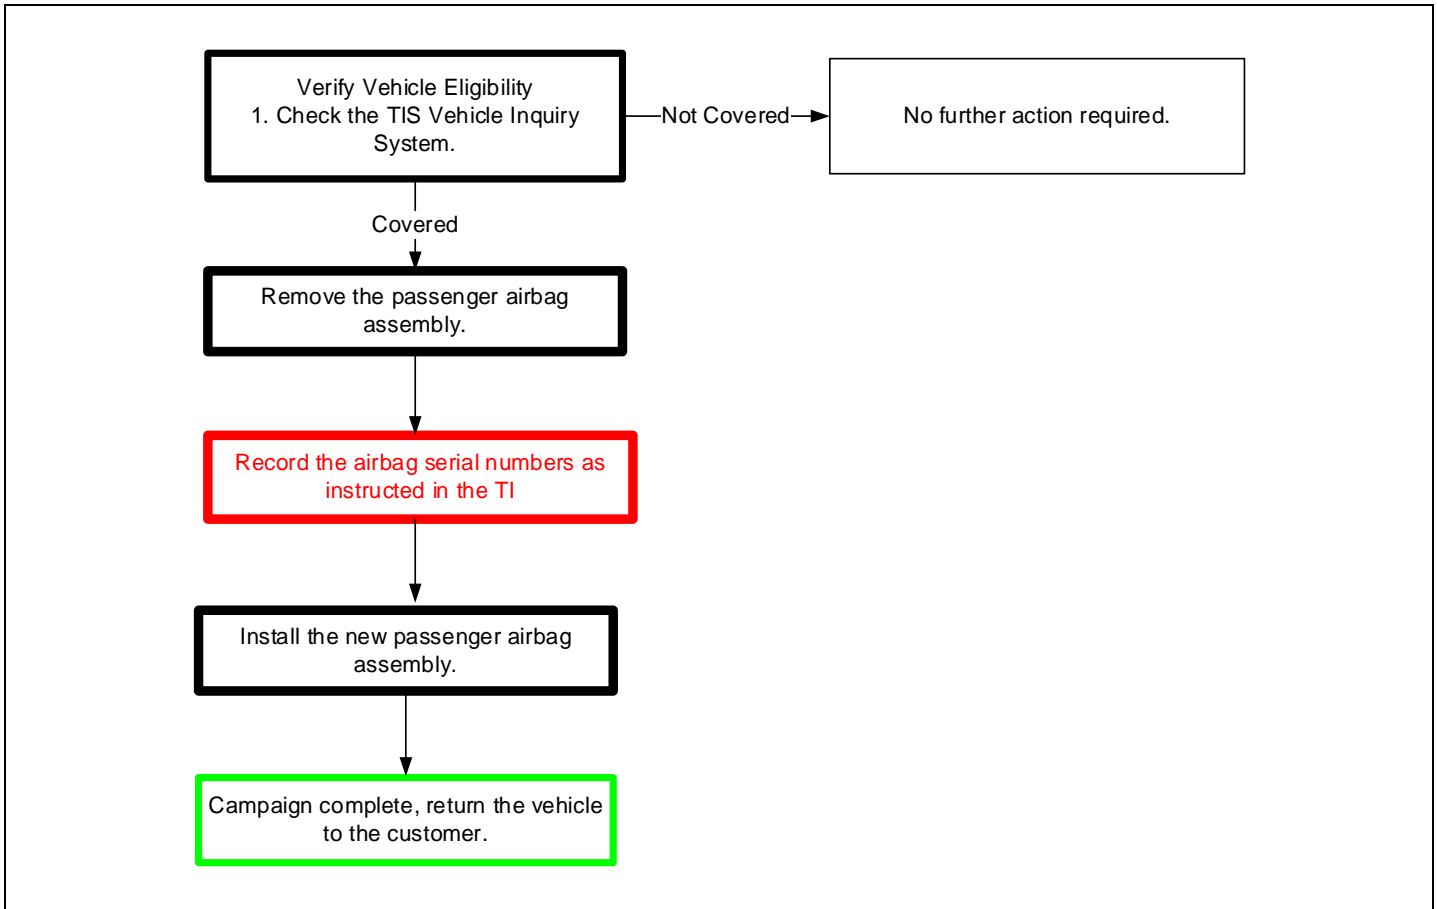 Verify Vehicle Eligibility
1. Check the TIS Vehicle Inquiry
System.
Not Covered
No further action required.
Covered
Remove the passenger airbag
assembly.
Record the airbag serial numbers as
instructed in the TI
Install the new passenger airbag
assembly.
Campaign complete, return the vehicle
to the customer.